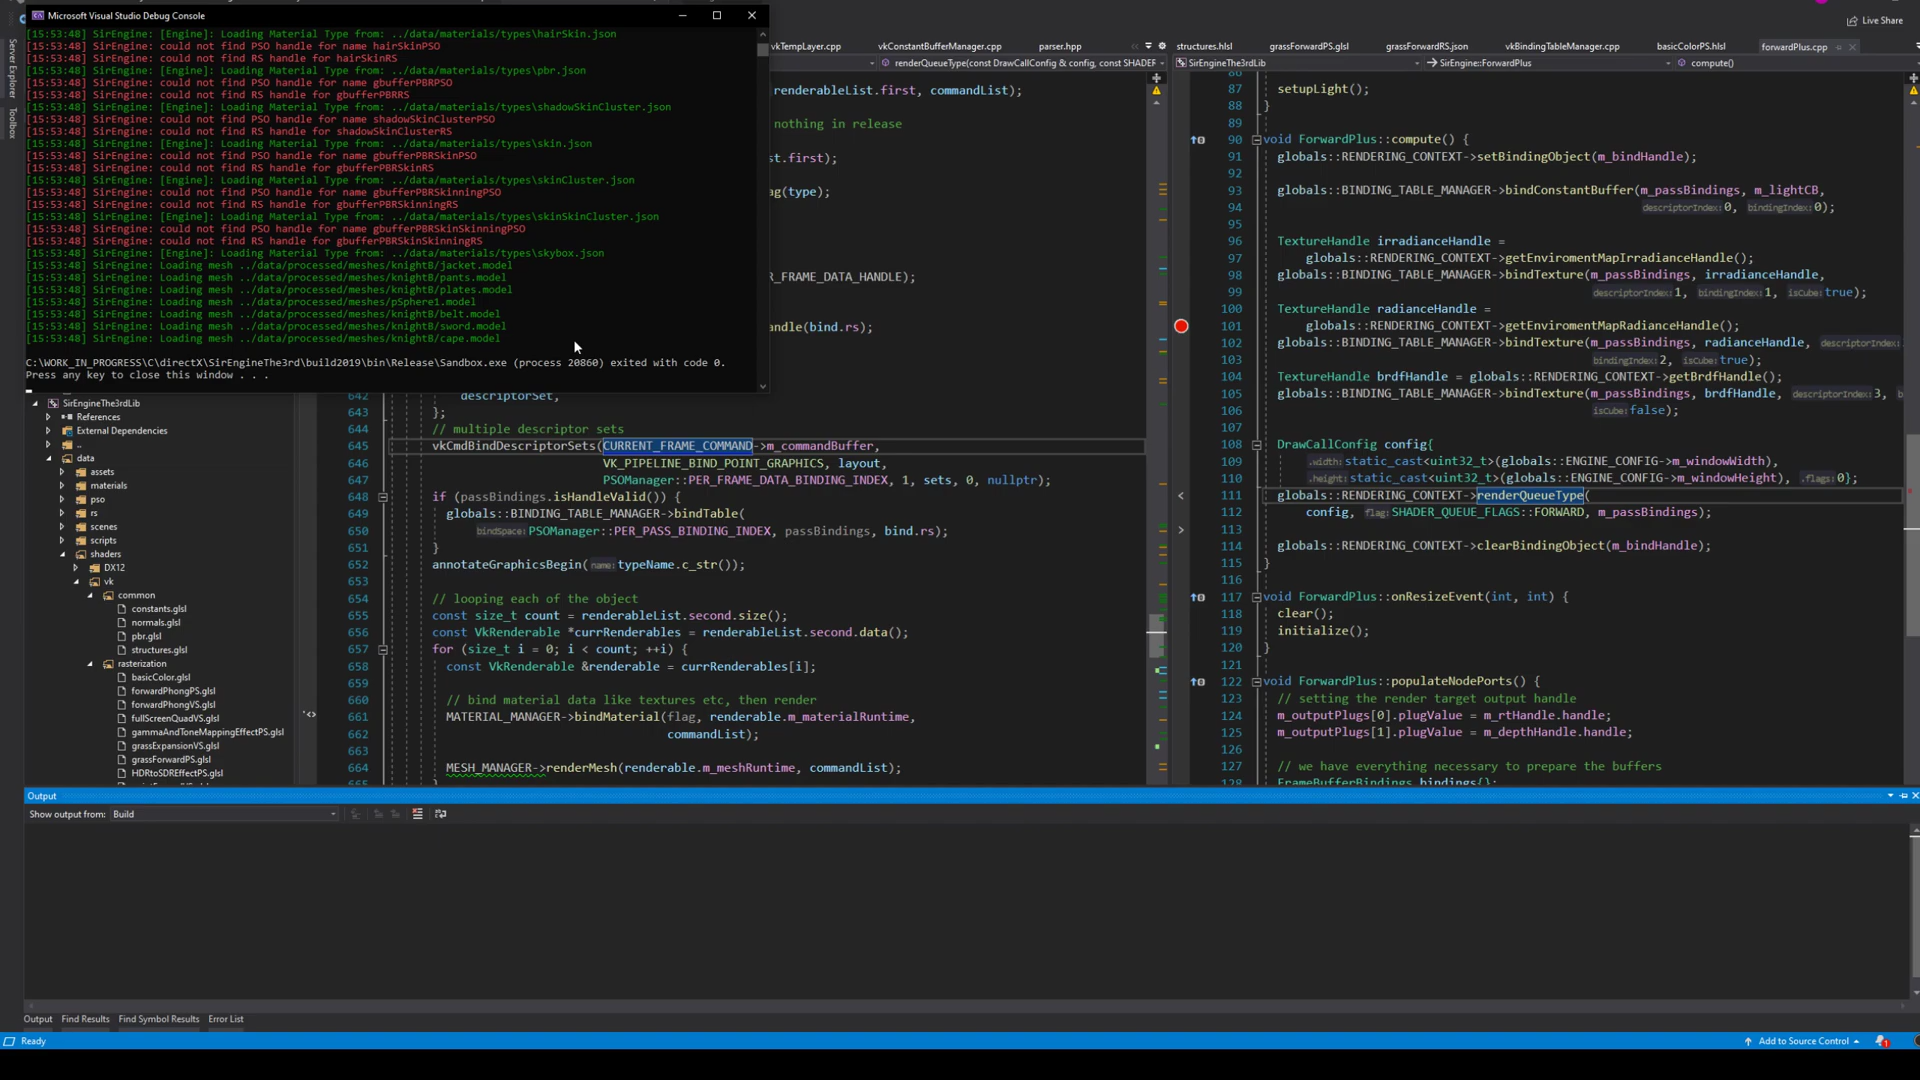 Microsoft Visual Studio Debug Console
[15:53:48] SirEngine: [Engine]: Loading Material Type from: ../data/materials/types\hairSkin.json
[15:53:48] SirEngine: could not find PSO handle for name hairSkinPSO
[15:53:48] SirEngine: could not find RS handle for hairSkinRS
[15:53:48] SirEngine: [Engine]: Loading Material Type from: ../data/materials/types\pbr.json
[15:53:48] SirEngine: could not find PSO handle for name gbufferPBRPSO
[15:53:48] SirEngine: could not find RS handle for gbufferPBRRS
[15:53:48] SirEngine: [Engine]: Loading Material Type from: ../data/materials/types\shadowSkinCluster.json
[15:53:48] SirEngine: could not find PSO handle for name shadowSkinClusterPSO
[15:53:48] SirEngine: could not find RS handle for shadowSkinClusterRS
[15:53:48] SirEngine: [Engine]: Loading Material Type from: ../data/materials/types\skin.json
[15:53:48] SirEngine: could not find PSO handle for name gbufferPBRSkinPSO
[15:53:48] SirEngine: could not find RS handle for gbufferPBRSkinRS
[15:53:48] SirEngine: [Engine]: Loading Material Type from: ../data/materials/types\skinCluster.json
[15:53:48] SirEngine: could not find PSO handle for name gbufferPBRSkinningPSO
[15:53:48] SirEngine: could not find RS handle for gbufferPBRSkinningRS
[15:53:48] SirEngine: [Engine]: Loading Material Type from: ../data/materials/types\skinSkinCluster.json
[15:53:48] SirEngine: could not find PSO handle for name gbufferPBRSkinSkinningPSO
[15:53:48] SirEngine: could not find RS handle for gbufferPBRSkinSkinningRS
[15:53:48] SirEngine: [Engine]: Loading Material Type from: ../data/materials/types\skybox.json
[15:53:48] SirEngine: Loading mesh ../data/processed/meshes/knightB/jacket.model
[15:53:48] SirEngine: Loading mesh ../data/processed/meshes/knightB/pants.model
[15:53:48] SirEngine: Loading mesh ../data/processed/meshes/knightB/plates.model
[15:53:48] SirEngine: Loading mesh ../data/processed/meshes/pSphere1.model
[15:53:48] SirEngine: Loading mesh ../data/processed/meshes/knightB/belt.model
[15:53:48] SirEngine: Loading mesh ../data/processed/meshes/knightB/sword.model
[15:53:48] SirEngine: Loading mesh ../data/processed/meshes/knightB/cape.model
C:\WORK_IN_PROGRESS\C\directX\SirEngineThe3rd\build2019\bin\Release\Sandbox.exe (process 20860) exited with code 0.
Press any key to close this window . . .
Server Explorer
Toolbox
SirEngineThe3rdLib
References
External Dependencies
..
data
assets
materials
pso
rs
scenes
scripts
shaders
DX12
vk
common
constants.glsl
normals.glsl
pbr.glsl
structures.glsl
rasterization
basicColor.glsl
forwardPhongPS.glsl
forwardPhongVS.glsl
fullScreenQuadVS.glsl
gammaAndToneMappingEffectPS.glsl
grassExpansionVS.glsl
grassForwardPS.glsl
HDRtoSDREffectPS.glsl
vkTempLayer.cpp vkConstantBufferManager.cpp parser.hpp
renderQueueType(const DrawCallConfig & config, const SHADER
renderableList.first, commandList);
nothing in release
t.first);
ag(type);
R_FRAME_DATA_HANDLE);
handle(bind.rs);
642 descriptorSet,
643 };
644 // multiple descriptor sets
645 vkCmdBindDescriptorSets(CURRENT_FRAME_COMMAND->m_commandBuffer,
646 VK_PIPELINE_BIND_POINT_GRAPHICS, layout,
647 PSOManager::PER_FRAME_DATA_BINDING_INDEX, 1, sets, 0, nullptr);
648 if (passBindings.isHandleValid()) {
649 globals::BINDING_TABLE_MANAGER->bindTable(
650 bindSpace: PSOManager::PER_PASS_BINDING_INDEX, passBindings, bind.rs);
651 }
652 annotateGraphicsBegin(name: typeName.c_str());
653
654 // looping each of the object
655 const size_t count = renderableList.second.size();
656 const VkRenderable *currRenderables = renderableList.second.data();
657 for (size_t i = 0; i < count; ++i) {
658 const VkRenderable &renderable = currRenderables[i];
659
660 // bind material data like textures etc, then render
661 MATERIAL_MANAGER->bindMaterial(flag, renderable.m_materialRuntime,
662 commandList);
663
664 MESH_MANAGER->renderMesh(renderable.m_meshRuntime, commandList);
Live Share
structures.hlsl grassForwardPS.glsl grassForwardRS.json vkBindingTableManager.cpp basicColorPS.hlsl forwardPlus.cpp
SirEngineThe3rdLib SirEngine::ForwardPlus compute()
87 setupLight();
88 }
89
90 void ForwardPlus::compute() {
91 globals::RENDERING_CONTEXT->setBindingObject(m_bindHandle);
92
93 globals::BINDING_TABLE_MANAGER->bindConstantBuffer(m_passBindings, m_lightCB,
94 descriptorIndex: 0, bindingIndex: 0);
95
96 TextureHandle irradianceHandle =
97 globals::RENDERING_CONTEXT->getEnviromentMapIrradianceHandle();
98 globals::BINDING_TABLE_MANAGER->bindTexture(m_passBindings, irradianceHandle,
99 descriptorIndex: 1, bindingIndex: 1, isCube: true);
100 TextureHandle radianceHandle =
101 globals::RENDERING_CONTEXT->getEnviromentMapRadianceHandle();
102 globals::BINDING_TABLE_MANAGER->bindTexture(m_passBindings, radianceHandle, descriptorIndex:
103 bindingIndex: 2, isCube: true);
104 TextureHandle brdfHandle = globals::RENDERING_CONTEXT->getBrdfHandle();
105 globals::BINDING_TABLE_MANAGER->bindTexture(m_passBindings, brdfHandle, descriptorIndex: 3,
106 isCube: false);
107
108 DrawCallConfig config{
109 .width: static_cast<uint32_t>(globals::ENGINE_CONFIG->m_windowWidth),
110 .height: static_cast<uint32_t>(globals::ENGINE_CONFIG->m_windowHeight), .flags: 0};
111 globals::RENDERING_CONTEXT->renderQueueType(
112 config, flag: SHADER_QUEUE_FLAGS::FORWARD, m_passBindings);
113
114 globals::RENDERING_CONTEXT->clearBindingObject(m_bindHandle);
115 }
116
117 void ForwardPlus::onResizeEvent(int, int) {
118 clear();
119 initialize();
120 }
121
122 void ForwardPlus::populateNodePorts() {
123 // setting the render target output handle
124 m_outputPlugs[0].plugValue = m_rtHandle.handle;
125 m_outputPlugs[1].plugValue = m_depthHandle.handle;
126
127 // we have everything necessary to prepare the buffers
128 FrameBufferBindings bindings{};
Output
Show output from: Build
Output Find Results Find Symbol Results Error List
Ready
Add to Source Control
1